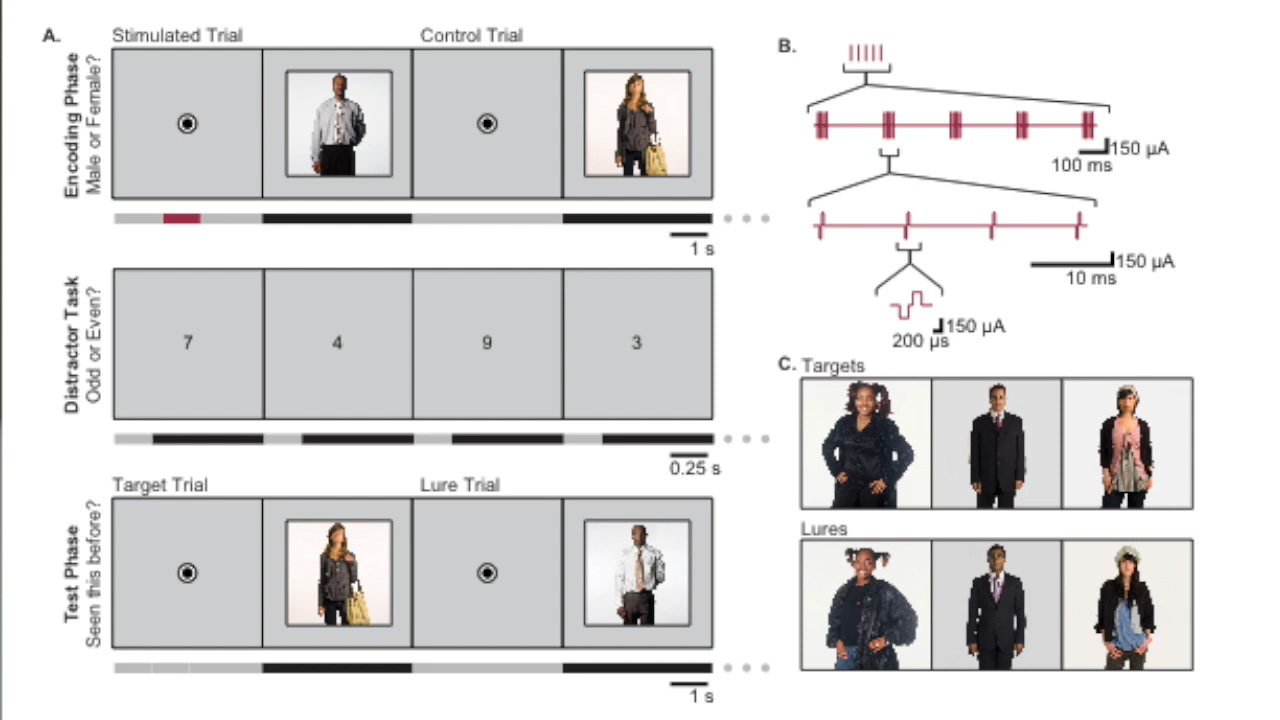 A.
Stimulated Trial
Control Trial
Encoding Phase
Male or Female?
1 s
Distractor Task
Odd or Even?
7
4
9
3
0.25 s
Target Trial
Lure Trial
Test Phase
Seen this before?
1 s
B.
150 µA
100 ms
150 µA
10 ms
150 µA
200 µs
C. Targets
Lures